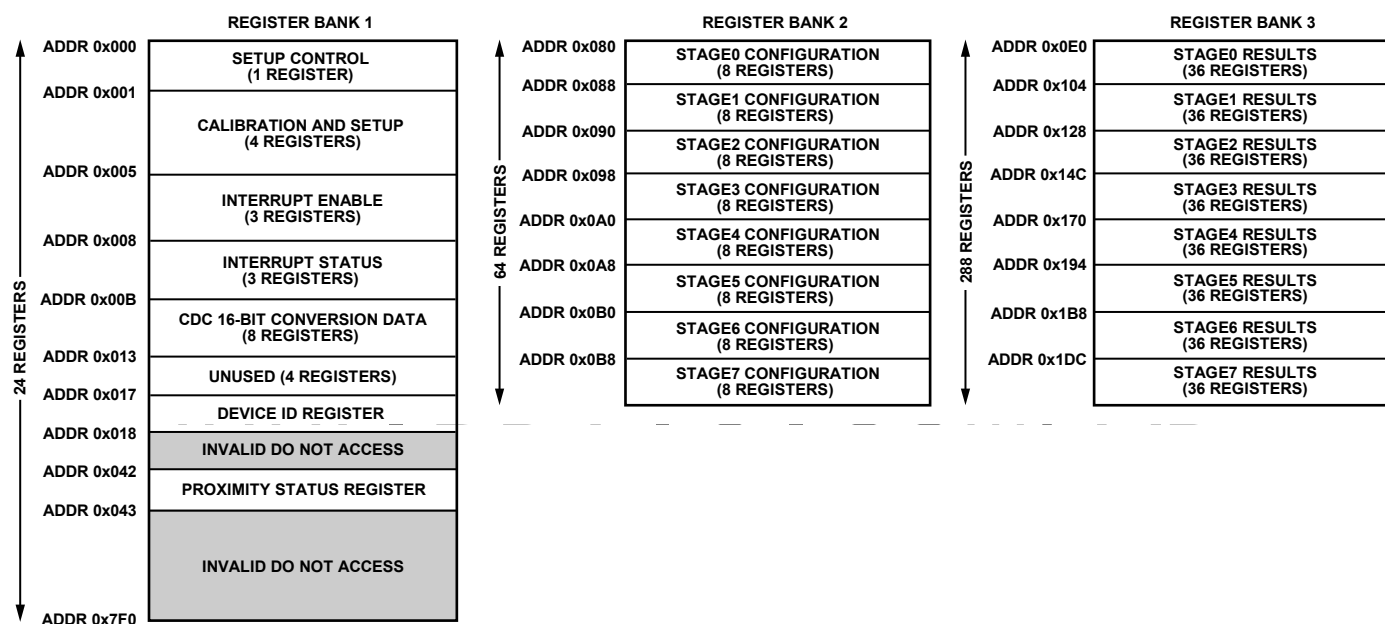 REGISTER BANK 1
ADDR 0x000
SETUP CONTROL
(1 REGISTER)
ADDR 0x001
CALIBRATION AND SETUP
(4 REGISTERS)
ADDR 0x005
INTERRUPT ENABLE
(3 REGISTERS)
ADDR 0x008
INTERRUPT STATUS
(3 REGISTERS)
ADDR 0x00B
CDC 16-BIT CONVERSION DATA
(8 REGISTERS)
ADDR 0x013
UNUSED (4 REGISTERS)
ADDR 0x017
DEVICE ID REGISTER
ADDR 0x018
INVALID DO NOT ACCESS
ADDR 0x042
PROXIMITY STATUS REGISTER
ADDR 0x043
INVALID DO NOT ACCESS
ADDR 0x7F0
24 REGISTERS
REGISTER BANK 2
ADDR 0x080
STAGE0 CONFIGURATION
(8 REGISTERS)
ADDR 0x088
STAGE1 CONFIGURATION
(8 REGISTERS)
ADDR 0x090
STAGE2 CONFIGURATION
(8 REGISTERS)
ADDR 0x098
STAGE3 CONFIGURATION
(8 REGISTERS)
ADDR 0x0A0
STAGE4 CONFIGURATION
(8 REGISTERS)
ADDR 0x0A8
STAGE5 CONFIGURATION
(8 REGISTERS)
ADDR 0x0B0
STAGE6 CONFIGURATION
(8 REGISTERS)
ADDR 0x0B8
STAGE7 CONFIGURATION
(8 REGISTERS)
64 REGISTERS
REGISTER BANK 3
ADDR 0x0E0
STAGE0 RESULTS
(36 REGISTERS)
ADDR 0x104
STAGE1 RESULTS
(36 REGISTERS)
ADDR 0x128
STAGE2 RESULTS
(36 REGISTERS)
ADDR 0x14C
STAGE3 RESULTS
(36 REGISTERS)
ADDR 0x170
STAGE4 RESULTS
(36 REGISTERS)
ADDR 0x194
STAGE5 RESULTS
(36 REGISTERS)
ADDR 0x1B8
STAGE6 RESULTS
(36 REGISTERS)
ADDR 0x1DC
STAGE7 RESULTS
(36 REGISTERS)
288 REGISTERS